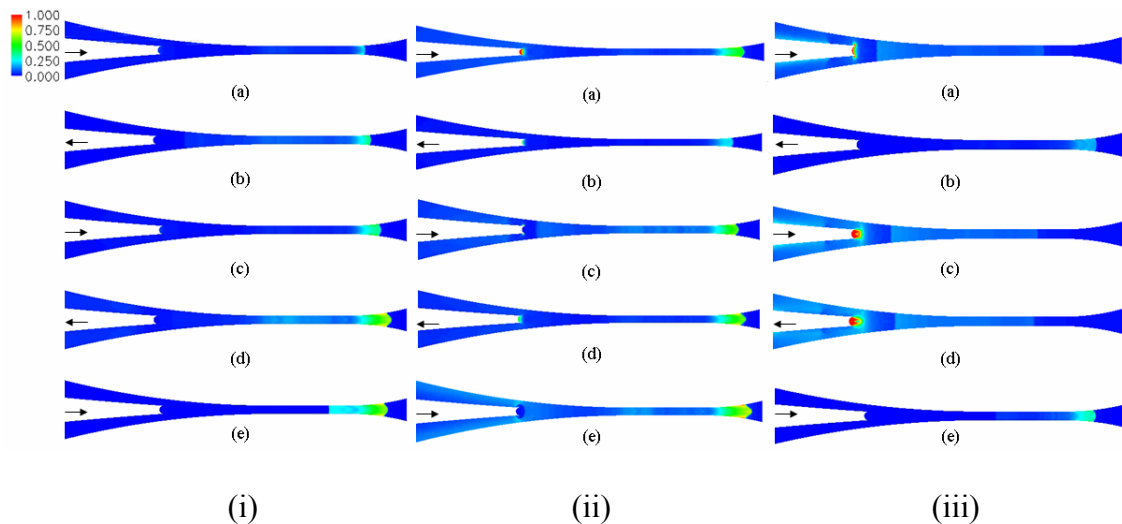 1.000
0.750
0.500
0.250
0.000
(a) (a) (a)
(b) (b) (b)
(c) (c) (c)
(d) (d) (d)
(e) (e) (e)
(i) (ii) (iii)